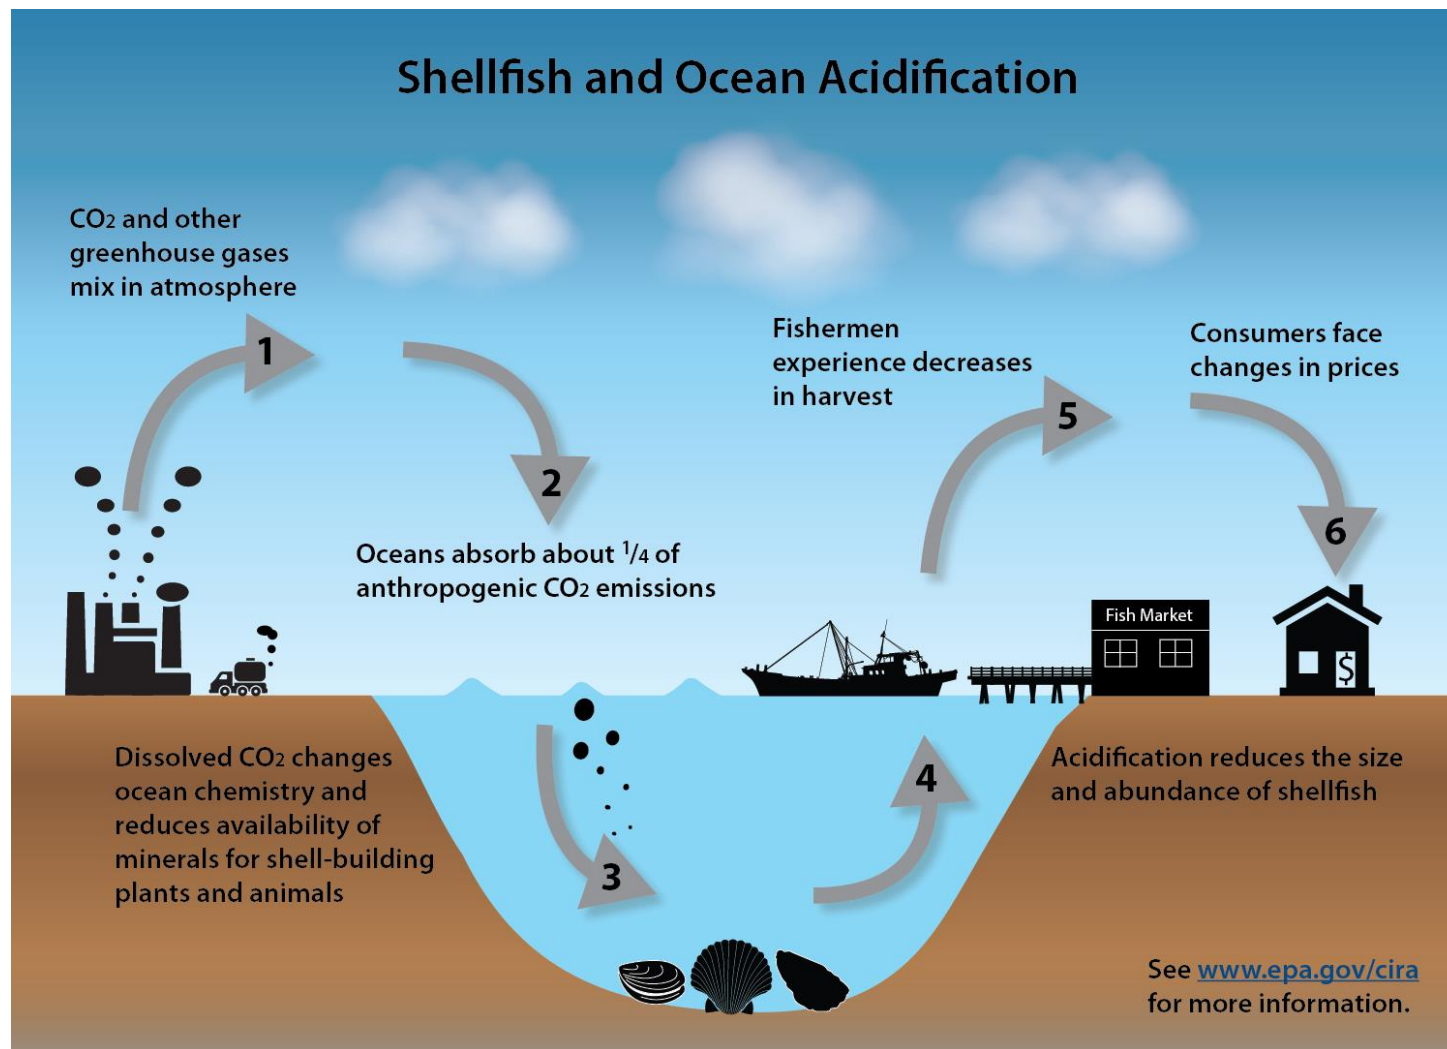 Shellfish and Ocean Acidification
CO2 and other
greenhouse gases
mix in atmosphere
1
2
Oceans absorb about 1/4 of
anthropogenic CO2 emissions
Dissolved CO2 changes
ocean chemistry and
reduces availability of
minerals for shell-building
plants and animals
3
4
Acidification reduces the size
and abundance of shellfish
Fishermen
experience decreases
in harvest
5
Consumers face
changes in prices
6
Fish Market
$
See www.epa.gov/cira
for more information.